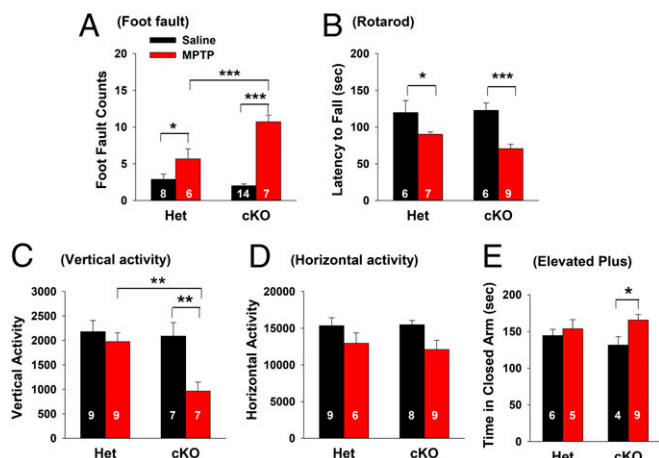 A (Foot fault)
Saline
MPTP
Foot Fault Counts
20
15
10
5
0
***
*
***
8 6 14 7
Het cKO
B (Rotarod)
Latency to Fall (sec)
200
150
100
50
0
*
***
6 7 6 9
Het cKO
C (Vertical activity)
Vertical Activity
3000
2500
2000
1500
1000
500
0
**
**
9 9 7 7
Het cKO
D (Horizontal activity)
Horizontal Activity
20000
15000
10000
5000
0
9 6 8 9
Het cKO
E (Elevated Plus)
Time in Closed Arm (sec)
200
150
100
50
0
*
6 5 4 9
Het cKO